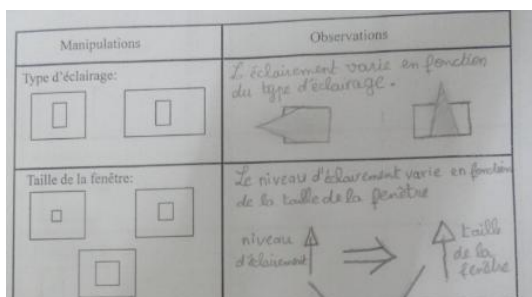 Manipulations
Observations
Type d'éclairage:
L'éclairement varie en fonction
du type d'éclairage.
Taille de la fenêtre:
Le niveau d'éclairement varie en fonction
de la taille de la fenêtre
niveau
d'éclairement
taille
de la
fenêtre